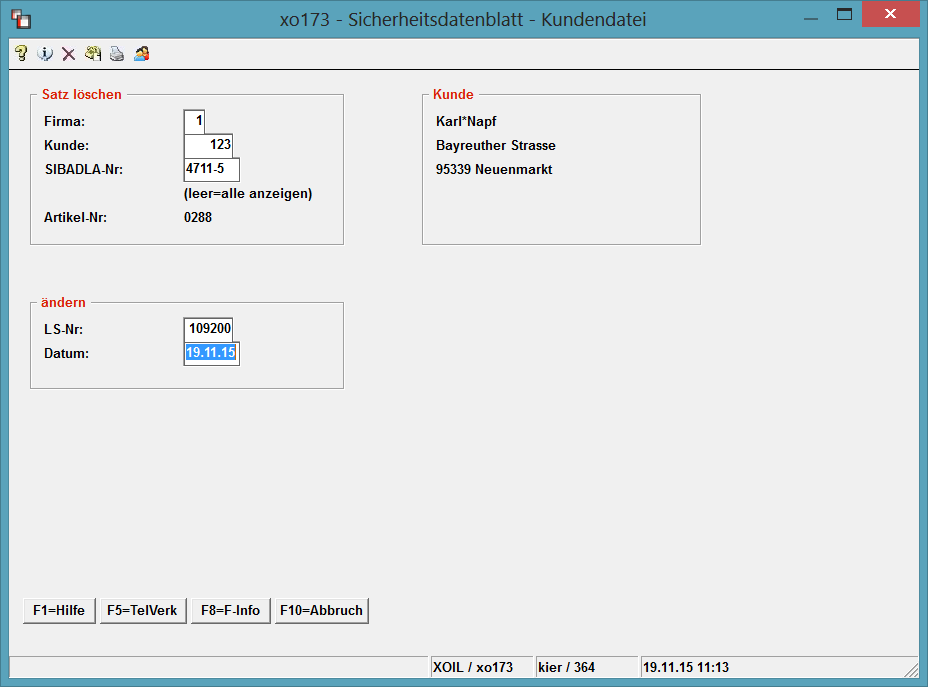 xo173 - Sicherheitsdatenblatt - Kundendatei
Satz löschen
Firma: 1
Kunde: 123
SIBADLA-Nr: 4711-5
(leer=alle anzeigen)
Artikel-Nr: 0288
Kunde
Karl*Napf
Bayreuther Strasse
95339 Neuenmarkt
ändern
LS-Nr: 109200
Datum: 19.11.15
F1=Hilfe F5=TelVerk F8=F-Info F10=Abbruch
XOIL / xo173 kier / 364 19.11.15 11:13